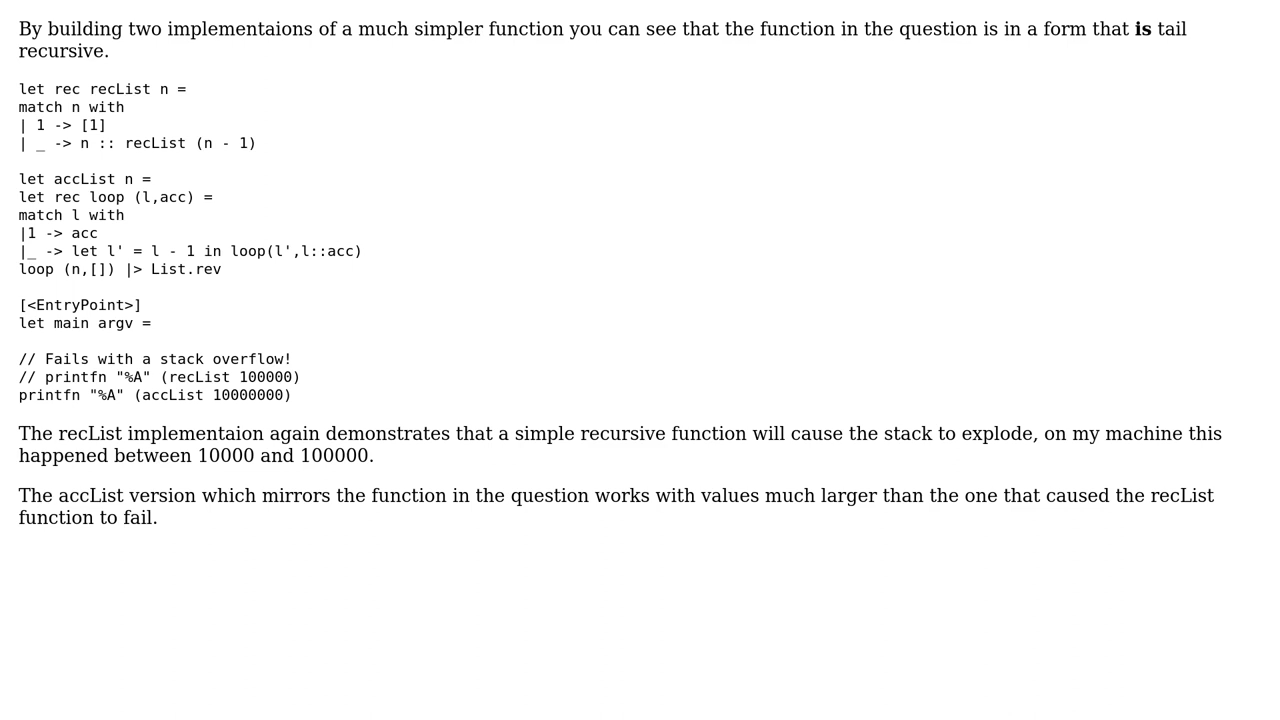 By building two implementaions of a much simpler function you can see that the function in the question is in a form that is tail
recursive.
let rec recList n =
match n with
| 1 -> [1]
| _ -> n :: recList (n - 1)
let accList n =
let rec loop (l,acc) =
match l with
|1 -> acc
|_ -> let l' = l - 1 in loop(l',l::acc)
loop (n,[]) |> List.rev
[<EntryPoint>]
let main argv =
// Fails with a stack overflow!
// printfn "%A" (recList 100000)
printfn "%A" (accList 10000000)
The recList implementaion again demonstrates that a simple recursive function will cause the stack to explode, on my machine this
happened between 10000 and 100000.
The accList version which mirrors the function in the question works with values much larger than the one that caused the recList
function to fail.